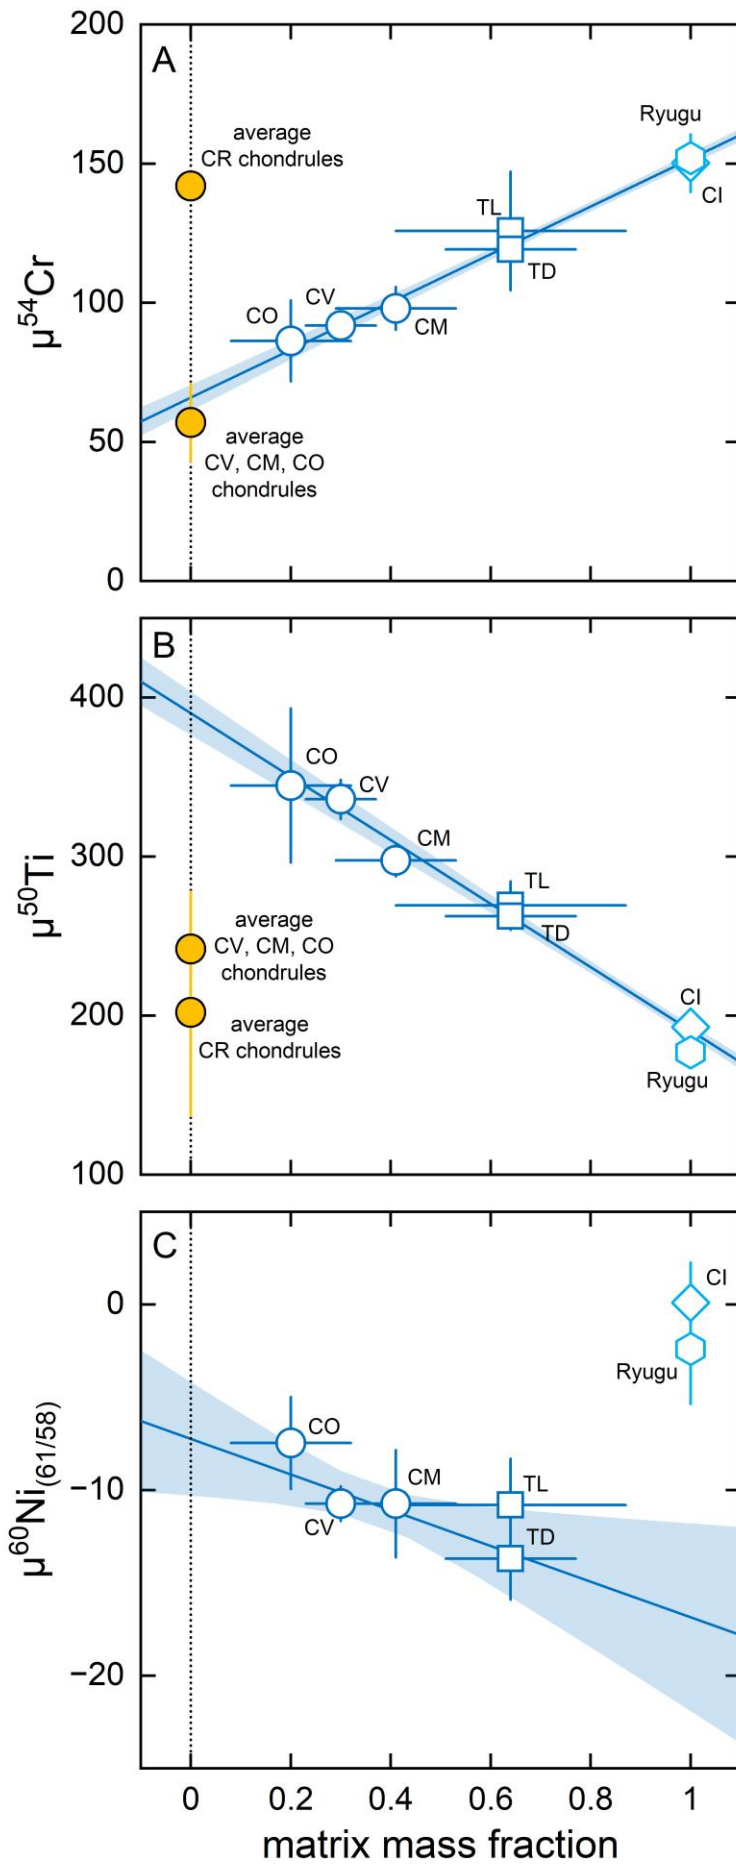 200
A
Ryugu
average
CR chondrules
150
CI
TL
TD
μ⁵⁴Cr
100
CO
CV
CM
50
average
CV, CM, CO
chondrules
0
B
400
CO
CV
CM
300
μ⁵⁰Ti
TL
TD
average
CV, CM, CO
chondrules
200
CI
average
CR chondrules
Ryugu
100
C
0
CI
Ryugu
CO
CM
TL
−10
CV
TD
μ⁶⁰Ni(61/58)
−20
0 0.2 0.4 0.6 0.8 1
matrix mass fraction